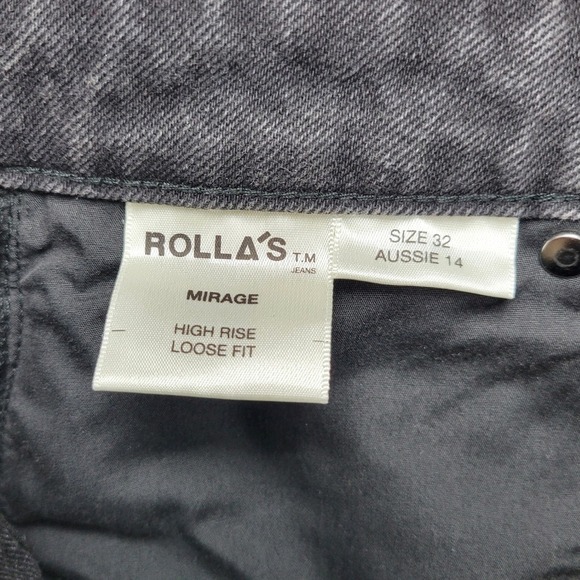 ROLLA'S T.M
JEANS
MIRAGE
HIGH RISE
LOOSE FIT
SIZE 32
AUSSIE 14